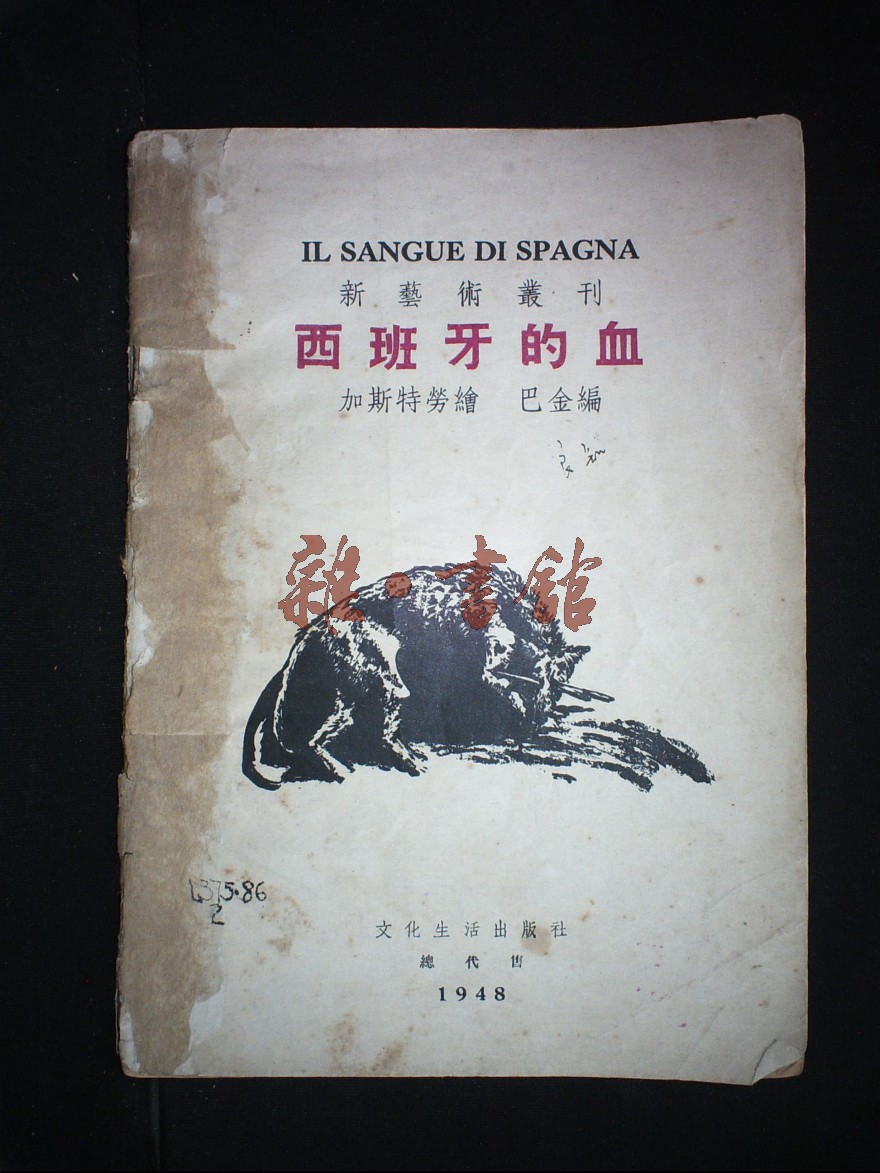 IL SANGUE DI SPAGNA
新藝術叢刊
西班牙的血
加斯特勞繪 巴金編
雜·書館
L375·86
2
文化生活出版社
總代售
1948